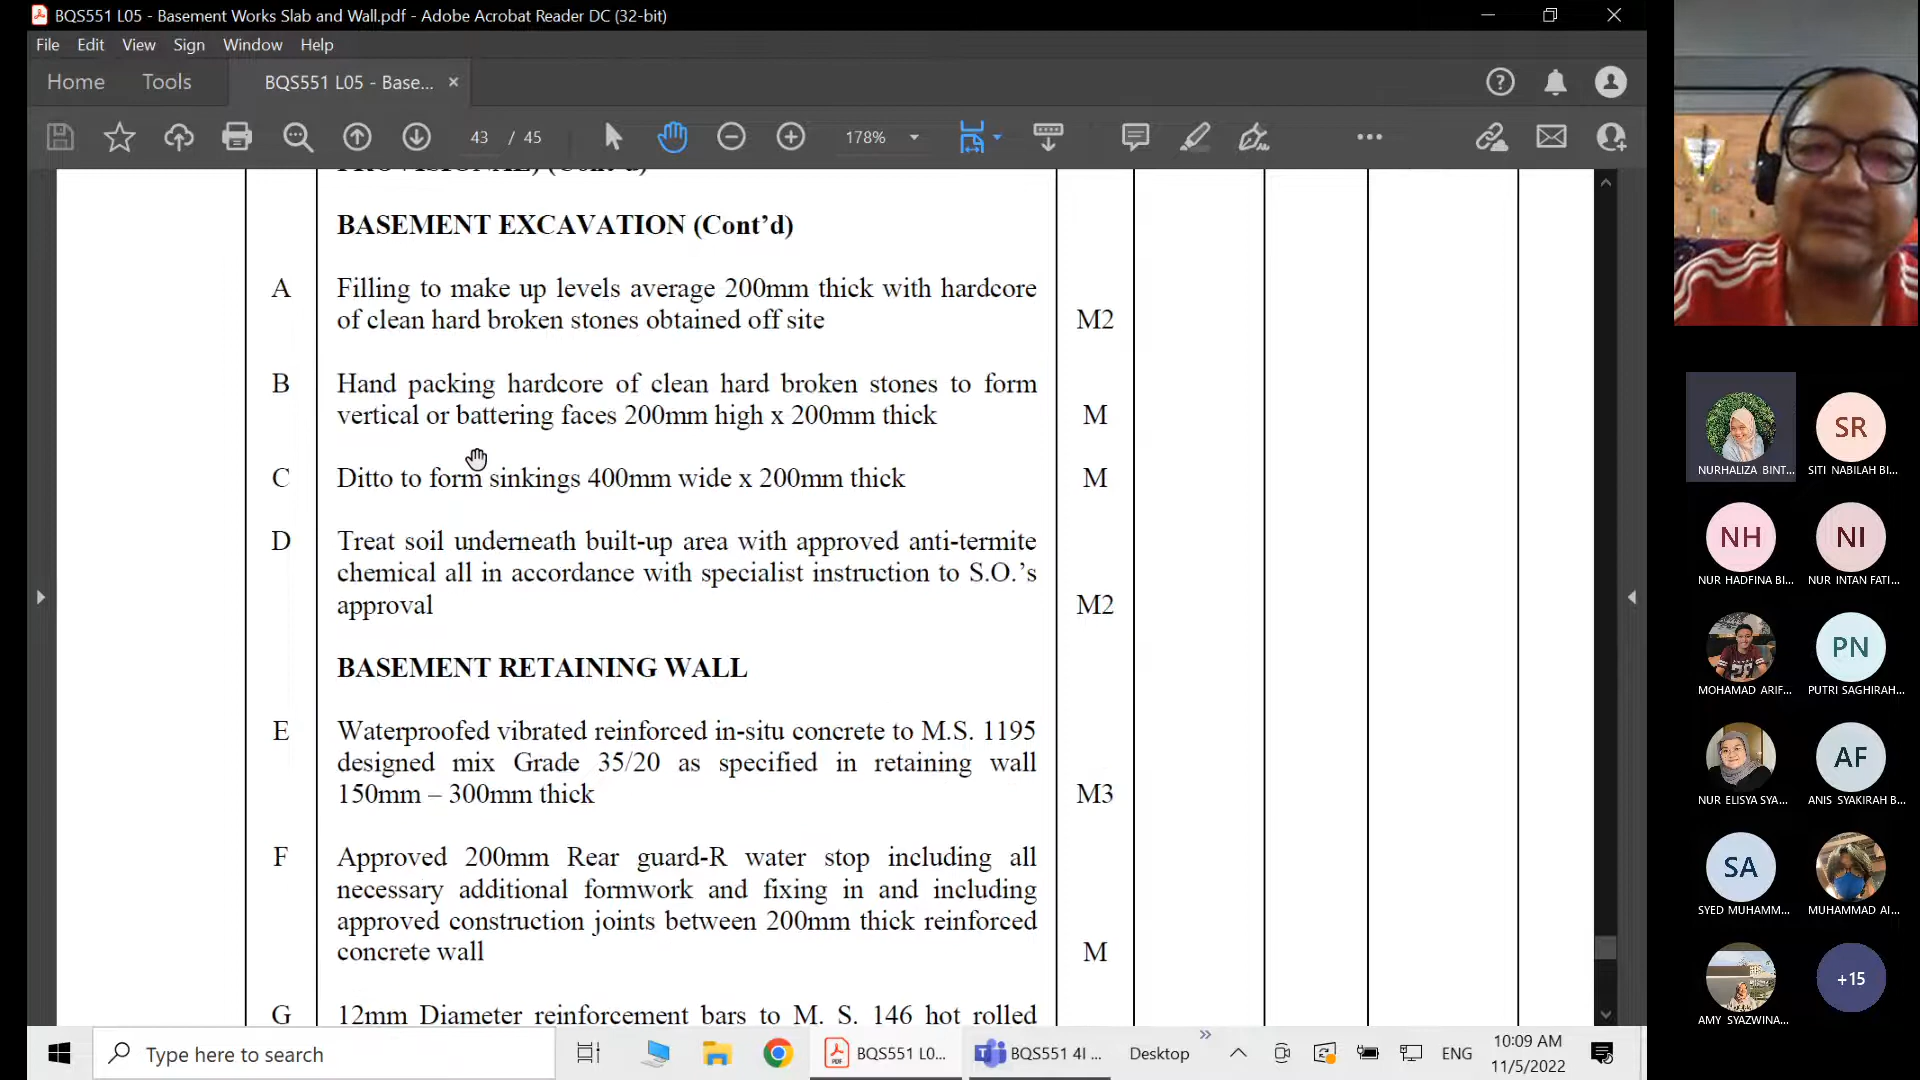 BQS551 L05 - Basement Works Slab and Wall.pdf - Adobe Acrobat Reader DC (32-bit)
File Edit View Sign Window Help
Home Tools BQS551 L05 - Base... ×
43 / 45 178%
PROVISIONAL) (Cont'd)
BASEMENT EXCAVATION (Cont'd)
A Filling to make up levels average 200mm thick with hardcore
of clean hard broken stones obtained off site M2
B Hand packing hardcore of clean hard broken stones to form
vertical or battering faces 200mm high x 200mm thick M
C Ditto to form sinkings 400mm wide x 200mm thick M
D Treat soil underneath built-up area with approved anti-termite
chemical all in accordance with specialist instruction to S.O.'s
approval M2
BASEMENT RETAINING WALL
E Waterproofed vibrated reinforced in-situ concrete to M.S. 1195
designed mix Grade 35/20 as specified in retaining wall
150mm – 300mm thick M3
F Approved 200mm Rear guard-R water stop including all
necessary additional formwork and fixing in and including
approved construction joints between 200mm thick reinforced
concrete wall M
G 12mm Diameter reinforcement bars to M. S. 146 hot rolled
SR
NURHALIZA BINT... SITI NABILAH BI...
NH NI
NUR HADFINA BI... NUR INTAN FATI...
PN
MOHAMAD ARIF... PUTRI SAGHIRAH...
AF
NUR ELISYA SYA... ANIS SYAKIRAH B...
SA
SYED MUHAMM... MUHAMMAD AI...
+15
AMY SYAZWINA...
Type here to search BQS551 L0... BQS551 4I ... Desktop ENG 10:09 AM
11/5/2022